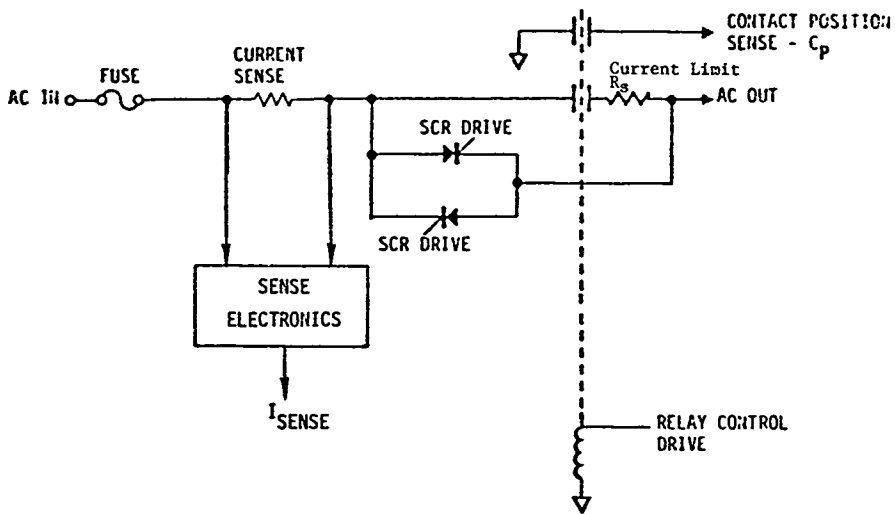 CONTACT POSITION
SENSE - Cp
CURRENT
SENSE
Current Limit
Rs
FUSE
AC IN
AC OUT
SCR DRIVE
SCR DRIVE
SENSE
ELECTRONICS
ISENSE
RELAY CONTROL
DRIVE